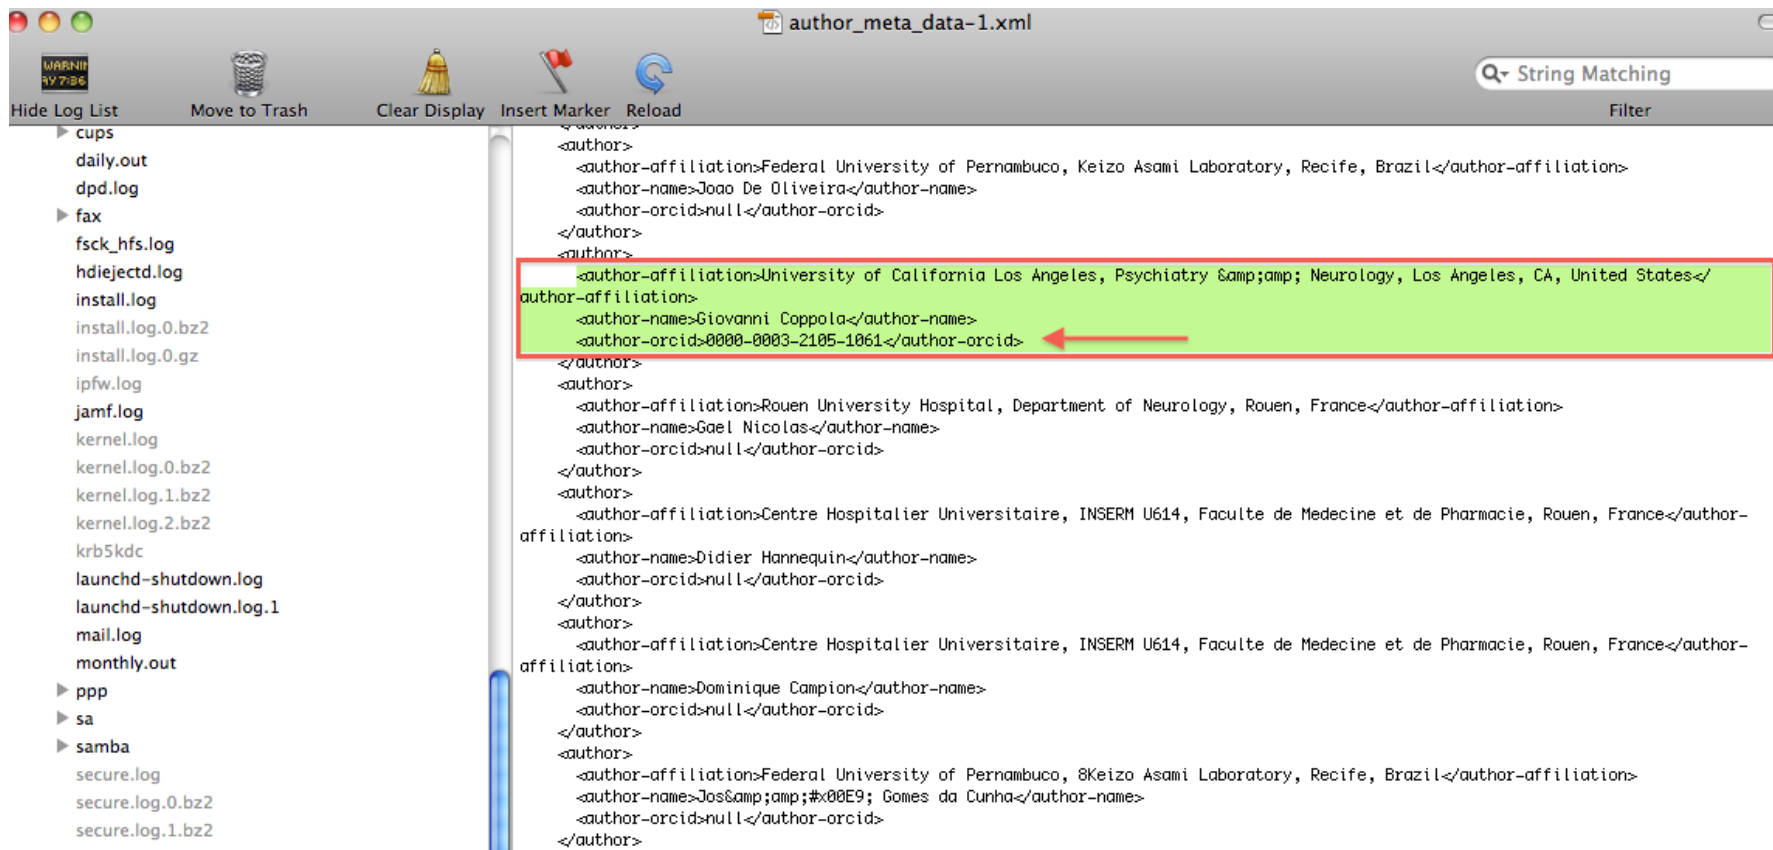 author_meta_data-1.xml
WARNIN
AY 7:36
Hide Log List
Move to Trash
Clear Display
Insert Marker
Reload
String Matching
Filter
cups
daily.out
dpd.log
fax
fsck_hfs.log
hdiejectd.log
install.log
install.log.0.bz2
install.log.0.gz
ipfw.log
jamf.log
kernel.log
kernel.log.0.bz2
kernel.log.1.bz2
kernel.log.2.bz2
krb5kdc
launchd-shutdown.log
launchd-shutdown.log.1
mail.log
monthly.out
ppp
sa
samba
secure.log
secure.log.0.bz2
secure.log.1.bz2
</author>
<author>
<author-affiliation>Federal University of Pernambuco, Keizo Asami Laboratory, Recife, Brazil</author-affiliation>
<author-name>Joao De Oliveira</author-name>
<author-orcid>null</author-orcid>
</author>
<author>
<author-affiliation>University of California Los Angeles, Psychiatry &amp;amp; Neurology, Los Angeles, CA, United States</
author-affiliation>
<author-name>Giovanni Coppola</author-name>
<author-orcid>0000-0003-2105-1061</author-orcid>
</author>
<author>
<author-affiliation>Rouen University Hospital, Department of Neurology, Rouen, France</author-affiliation>
<author-name>Gael Nicolas</author-name>
<author-orcid>null</author-orcid>
</author>
<author>
<author-affiliation>Centre Hospitalier Universitaire, INSERM U614, Faculte de Medecine et de Pharmacie, Rouen, France</author-
affiliation>
<author-name>Didier Hannequin</author-name>
<author-orcid>null</author-orcid>
</author>
<author>
<author-affiliation>Centre Hospitalier Universitaire, INSERM U614, Faculte de Medecine et de Pharmacie, Rouen, France</author-
affiliation>
<author-name>Dominique Campion</author-name>
<author-orcid>null</author-orcid>
</author>
<author>
<author-affiliation>Federal University of Pernambuco, 8Keizo Asami Laboratory, Recife, Brazil</author-affiliation>
<author-name>Jos&amp;amp;#x00E9; Gomes da Cunha</author-name>
<author-orcid>null</author-orcid>
</author>